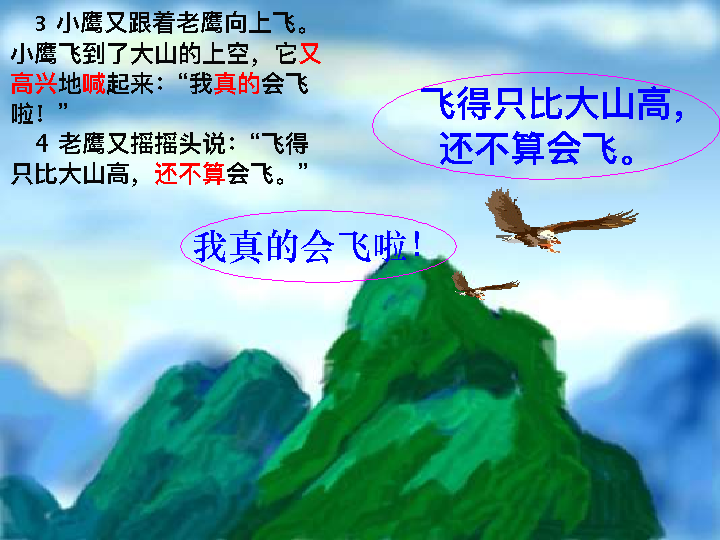 3 小鹰又跟着老鹰向上飞。
小鹰飞到了大山的上空，它又
高兴地喊起来：“我真的会飞
啦！”
4 老鹰又摇摇头说：“飞得
只比大山高，还不算会飞。”
飞得只比大山高，
还不算会飞。
我真的会飞啦！